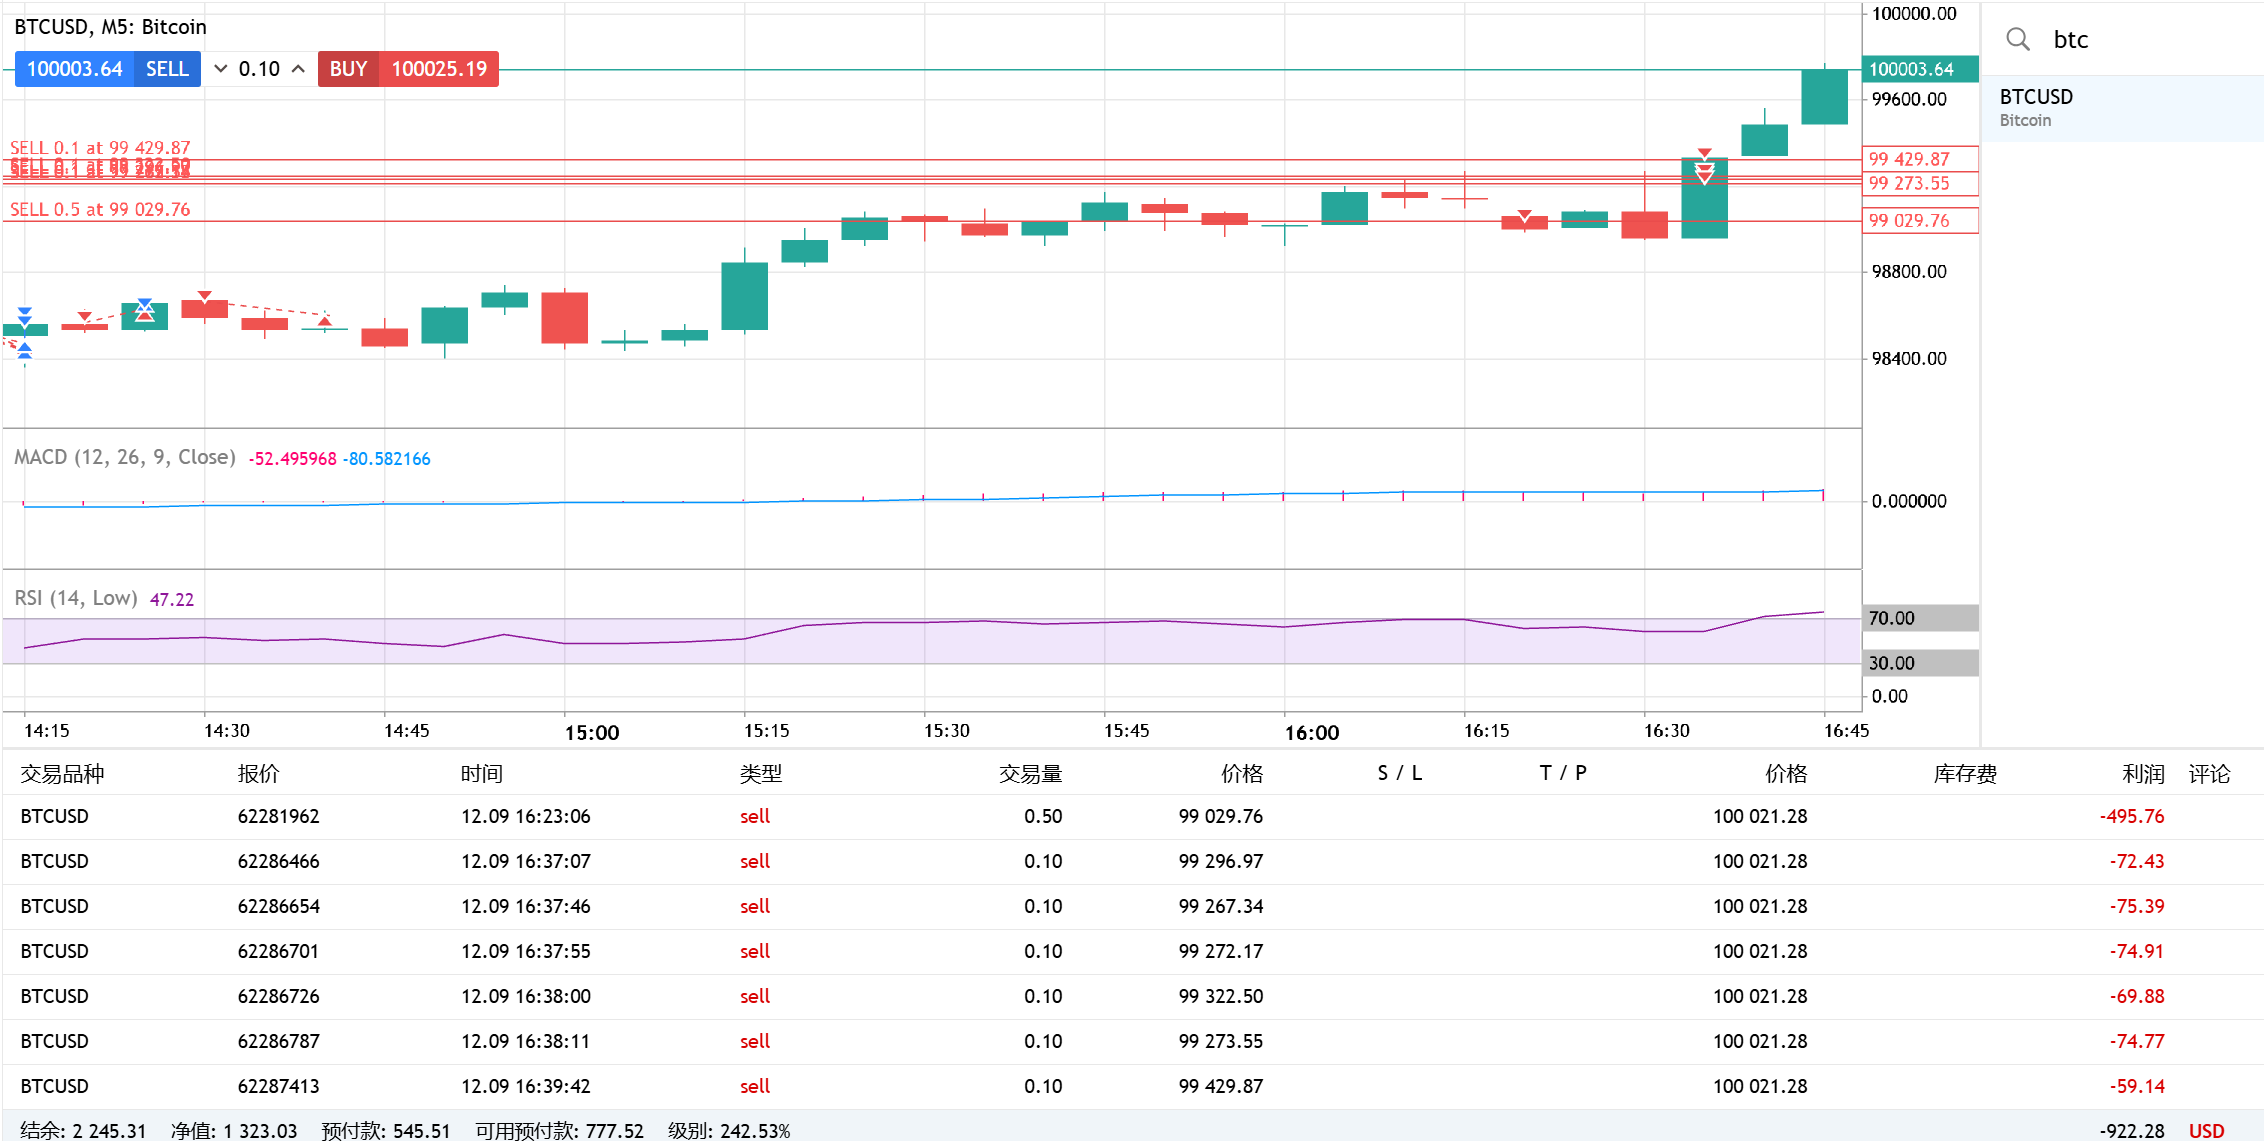 BTCUSD, M5: Bitcoin
100003.64 SELL 0.10 BUY 100025.19
SELL 0.1 at 99 429.87
SELL 0.5 at 99 029.76
100000.00
100003.64
99600.00
99 429.87
99 273.55
99 029.76
98800.00
98400.00
btc
BTCUSD
Bitcoin
MACD (12, 26, 9, Close) -52.495968 -80.582166
0.000000
RSI (14, Low) 47.22
70.00
30.00
0.00
14:15 14:30 14:45 15:00 15:15 15:30 15:45 16:00 16:15 16:30 16:45
交易品种 报价 时间 类型 交易量 价格 S / L T / P 价格 库存费 利润 评论
BTCUSD 62281962 12.09 16:23:06 sell 0.50 99 029.76 100 021.28 -495.76
BTCUSD 62286466 12.09 16:37:07 sell 0.10 99 296.97 100 021.28 -72.43
BTCUSD 62286654 12.09 16:37:46 sell 0.10 99 267.34 100 021.28 -75.39
BTCUSD 62286701 12.09 16:37:55 sell 0.10 99 272.17 100 021.28 -74.91
BTCUSD 62286726 12.09 16:38:00 sell 0.10 99 322.50 100 021.28 -69.88
BTCUSD 62286787 12.09 16:38:11 sell 0.10 99 273.55 100 021.28 -74.77
BTCUSD 62287413 12.09 16:39:42 sell 0.10 99 429.87 100 021.28 -59.14
结余: 2 245.31 净值: 1 323.03 预付款: 545.51 可用预付款: 777.52 级别: 242.53% -922.28 USD